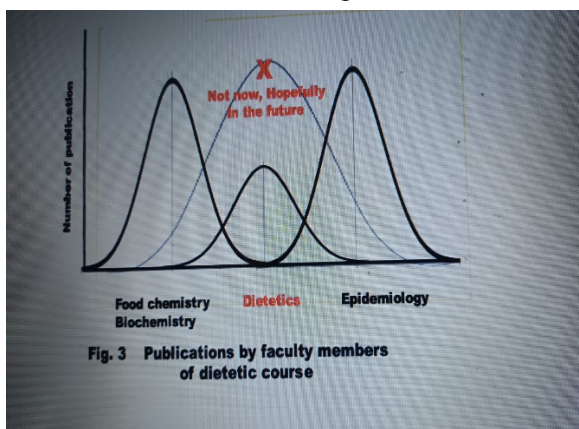 X
Not now, Hopefully
in the future
Number of publication
Food chemistry
Biochemistry
Dietetics
Epidemiology
Fig. 3 Publications by faculty members
of dietetic course